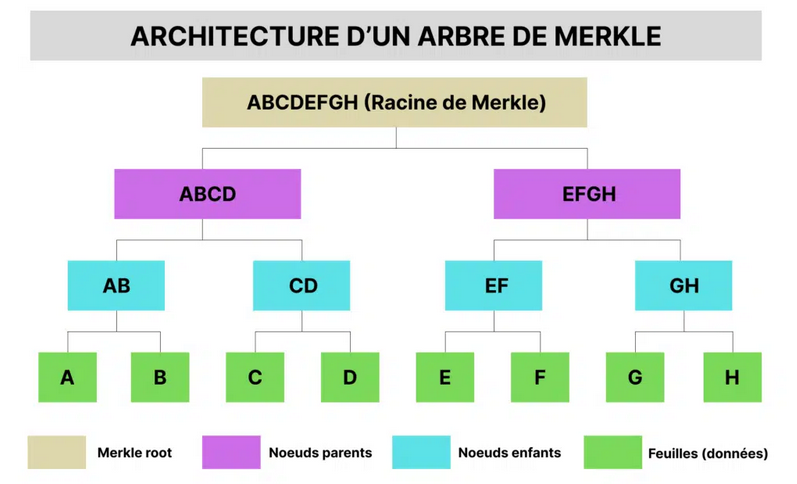 ARCHITECTURE D’UN ARBRE DE MERKLE
ABCDEFGH (Racine de Merkle)
ABCD
EFGH
AB
CD
EF
GH
A
B
C
D
E
F
G
H
Merkle root
Noeuds parents
Noeuds enfants
Feuilles (données)